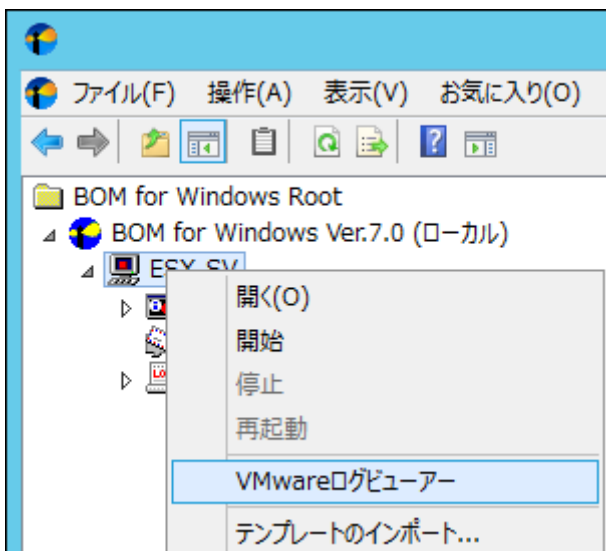 ファイル(F) 操作(A) 表示(V) お気に入り(O)
BOM for Windows Root
BOM for Windows Ver.7.0 (ローカル)
ESX_SV
開く(O)
開始
停止
再起動
VMwareログビューアー
テンプレートのインポート...